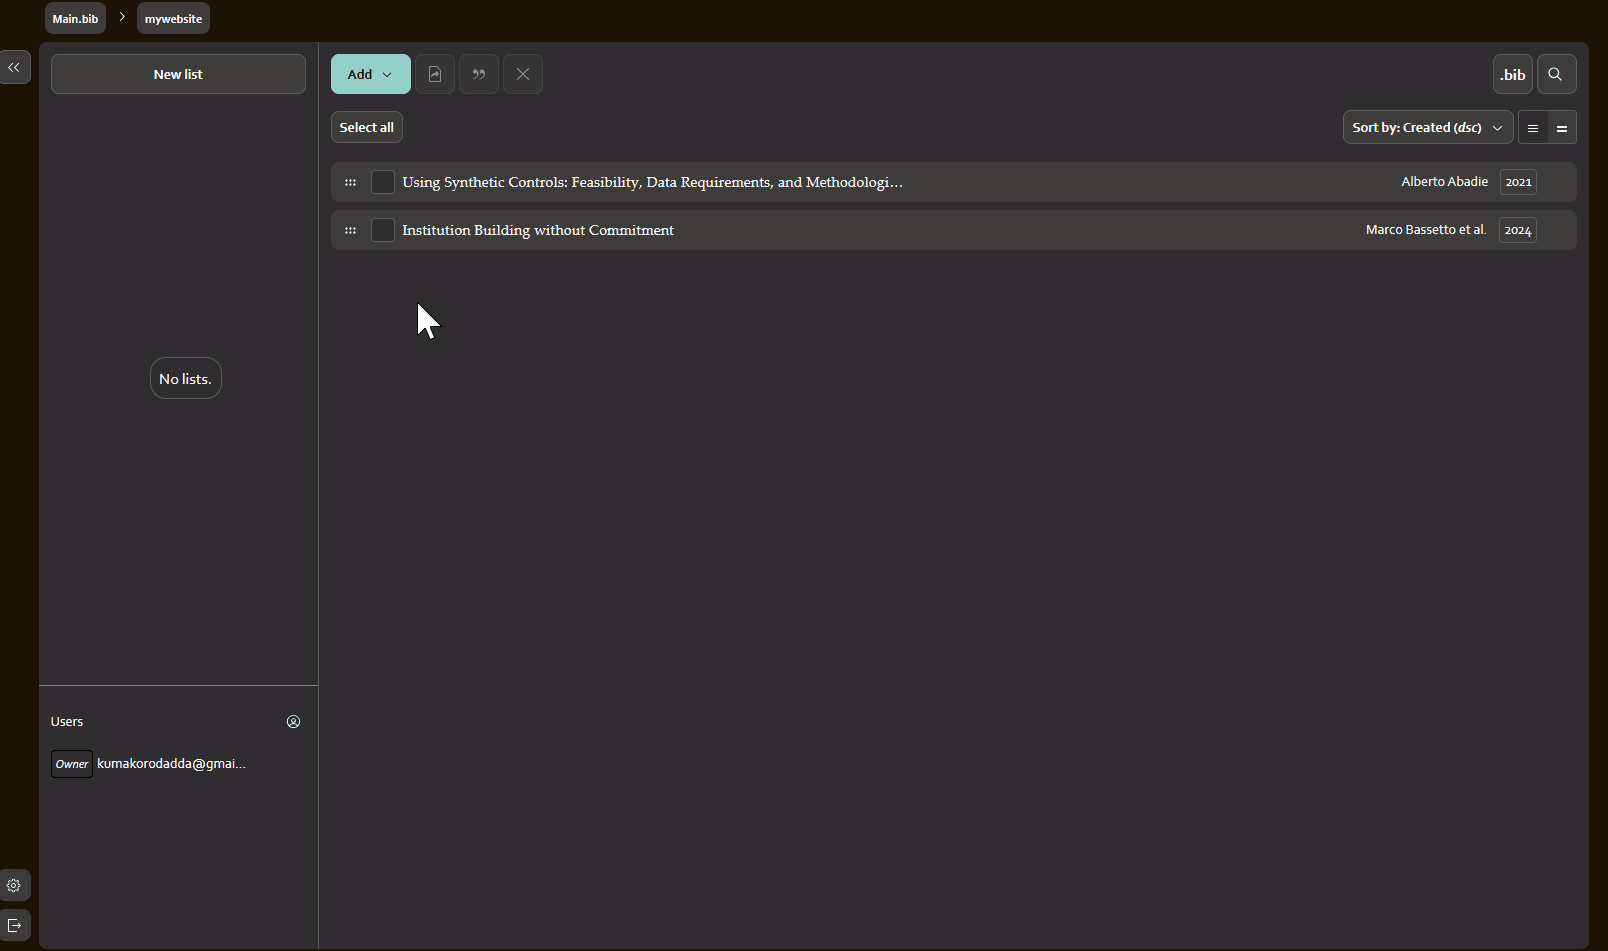 Main.bib > mywebsite
New list
Add
.bib
Select all
Sort by: Created (dsc)
Using Synthetic Controls: Feasibility, Data Requirements, and Methodologi...
Alberto Abadie 2021
Institution Building without Commitment
Marco Bassetto et al. 2024
No lists.
Users
Owner kumakorodadda@gmai...